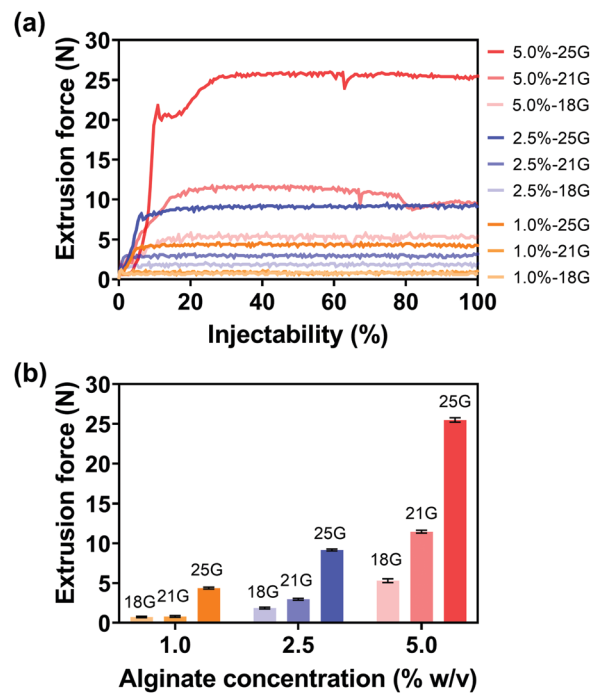 (a)
Extrusion force (N)
30
25
20
15
10
5
0
0 20 40 60 80 100
Injectability (%)
5.0%-25G
5.0%-21G
5.0%-18G
2.5%-25G
2.5%-21G
2.5%-18G
1.0%-25G
1.0%-21G
1.0%-18G
(b)
Extrusion force (N)
30
25
20
15
10
5
0
18G 21G 25G
18G 21G 25G
18G 21G 25G
1.0 2.5 5.0
Alginate concentration (% w/v)